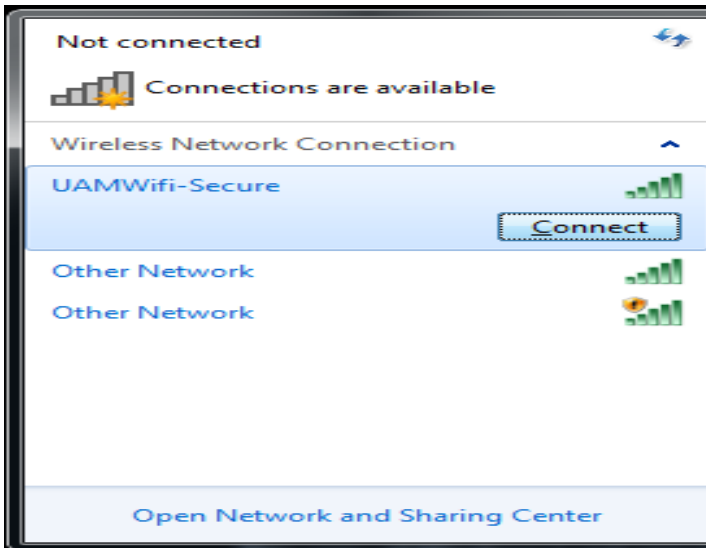 Not connected
Connections are available
Wireless Network Connection
UAMWifi-Secure
Connect
Other Network
Other Network
Open Network and Sharing Center